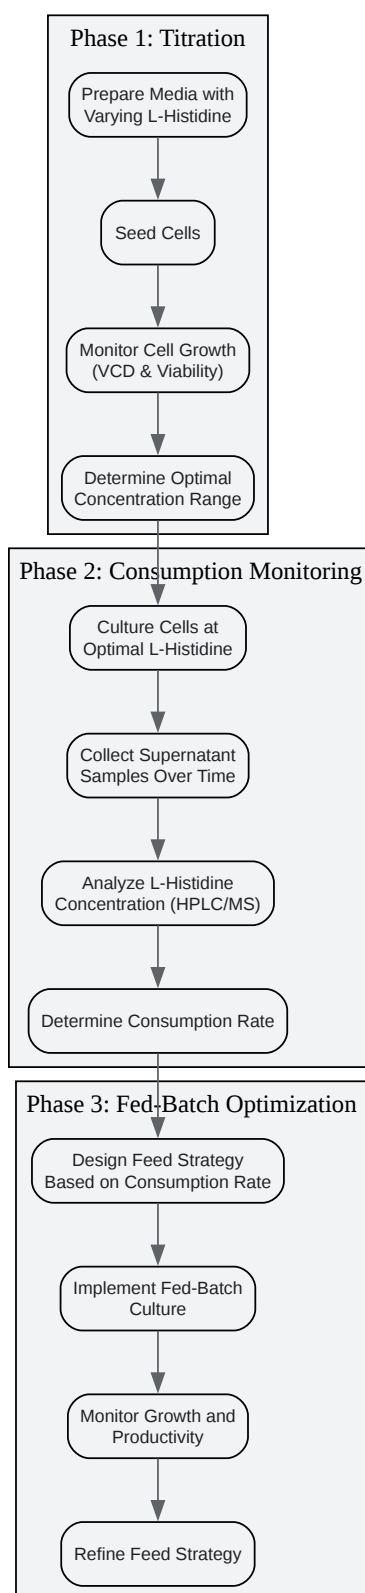 Phase 1: Titration
Prepare Media with
Varying L-Histidine
Seed Cells
Monitor Cell Growth
(VCD & Viability)
Determine Optimal
Concentration Range
Phase 2: Consumption Monitoring
Culture Cells at
Optimal L-Histidine
Collect Supernatant
Samples Over Time
Analyze L-Histidine
Concentration (HPLC/MS)
Determine Consumption Rate
Phase 3: Fed-Batch Optimization
Design Feed Strategy
Based on Consumption Rate
Implement Fed-Batch
Culture
Monitor Growth and
Productivity
Refine Feed Strategy